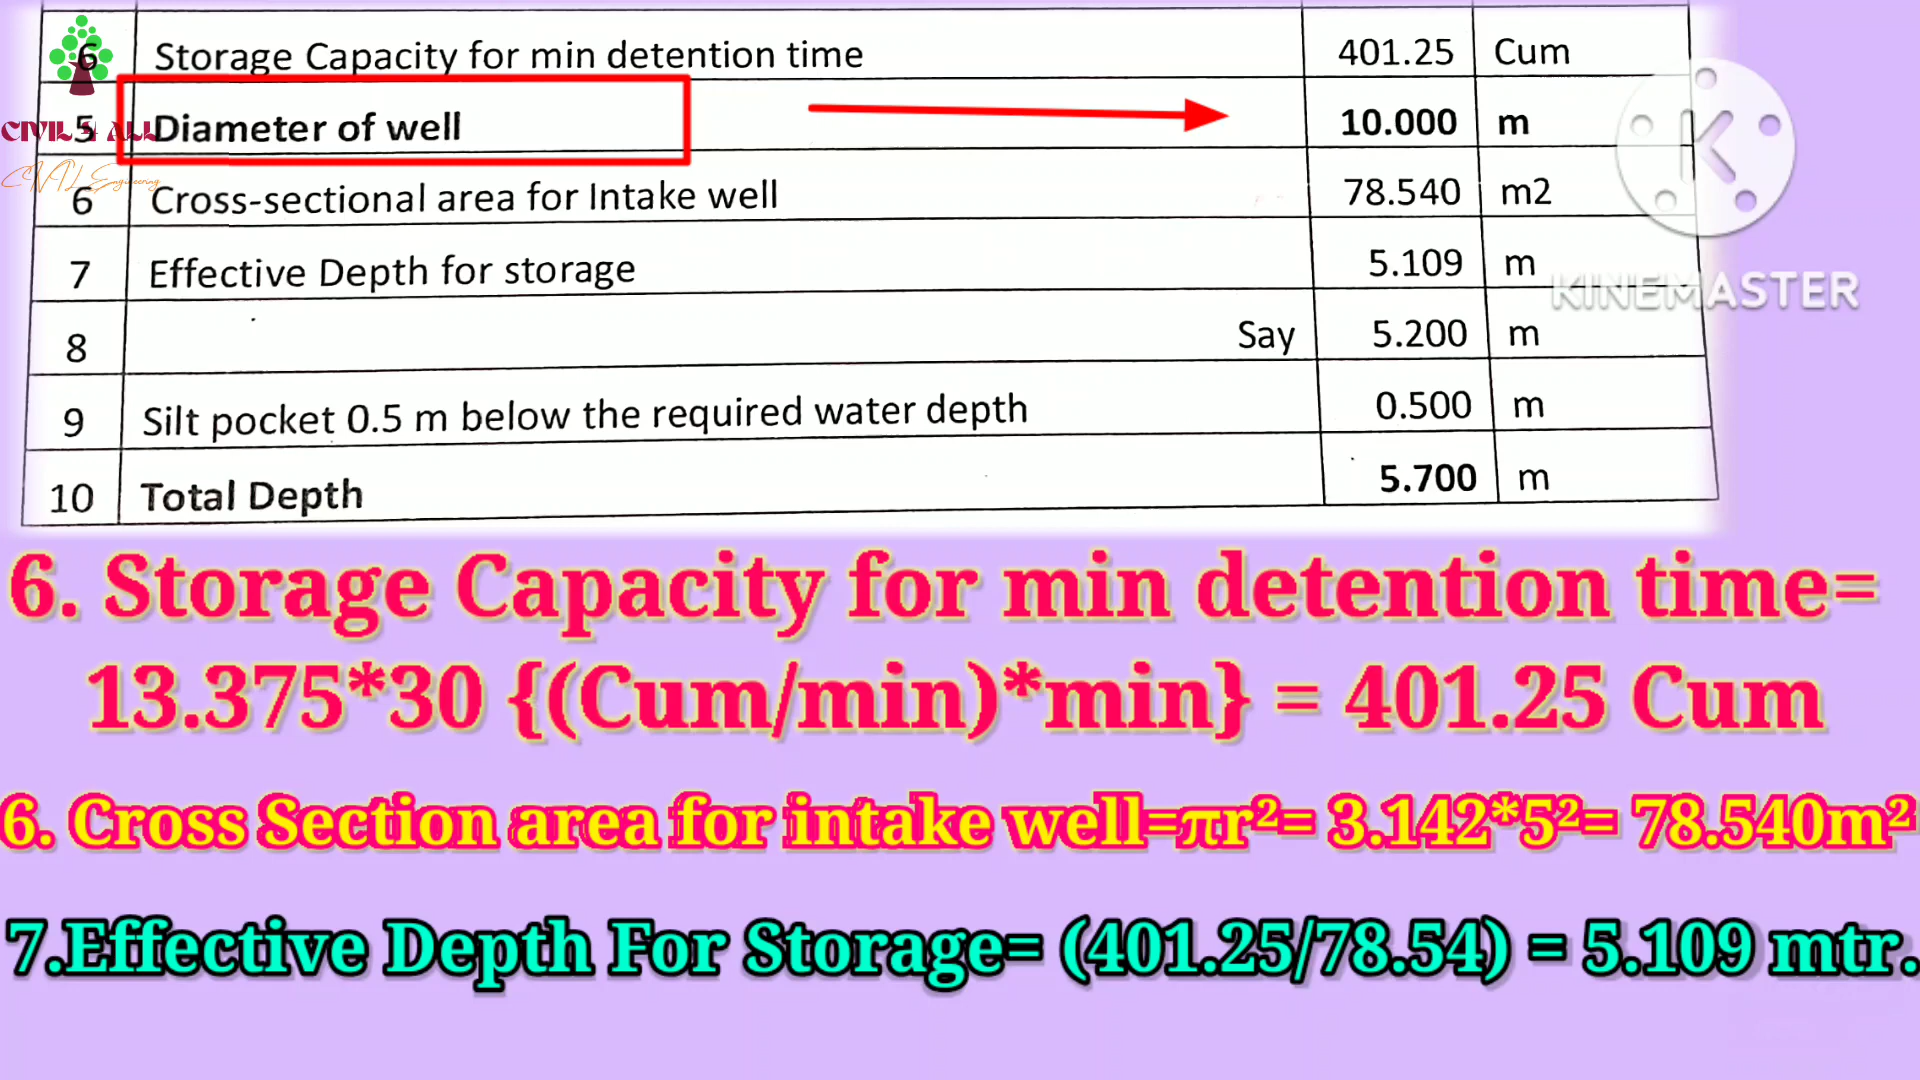 6 Storage Capacity for min detention time 401.25 Cum
5 Diameter of well 10.000 m
6 Cross-sectional area for Intake well 78.540 m2
7 Effective Depth for storage 5.109 m
8 Say 5.200 m
9 Silt pocket 0.5 m below the required water depth 0.500 m
10 Total Depth 5.700 m
CIVIL 4 ALL
CIVIL Engineering
KINEMASTER
6. Storage Capacity for min detention time=
13.375*30 {(Cum/min)*min} = 401.25 Cum
6. Cross Section area for intake well=πr²= 3.142*5²= 78.540m²
7.Effective Depth For Storage= (401.25/78.54) = 5.109 mtr.